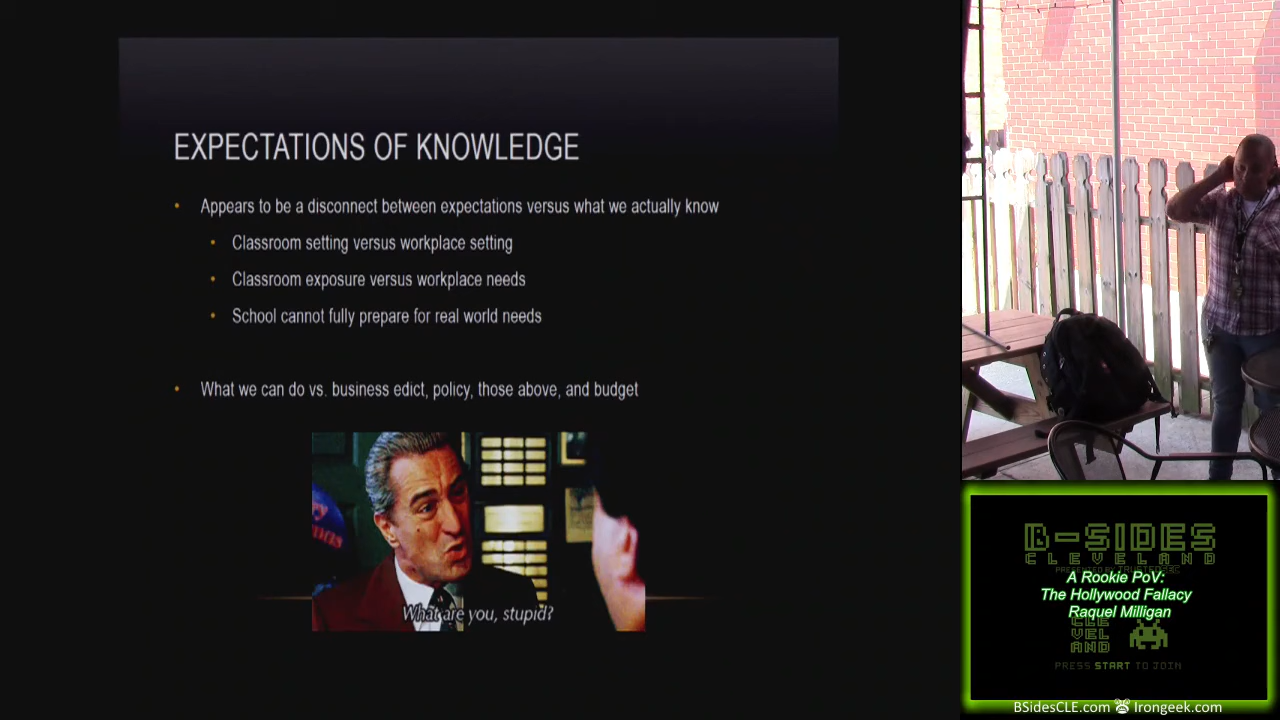 EXPECTATIONS OF KNOWLEDGE
Appears to be a disconnect between expectations versus what we actually know
Classroom setting versus workplace setting
Classroom exposure versus workplace needs
School cannot fully prepare for real world needs
What we can do vs. business edict, policy, those above, and budget
What are you, stupid?
B-SIDES
CLEVELAND
A Rookie PoV:
The Hollywood Fallacy
Raquel Milligan
CLE
VEL
AND
PRESS START TO JOIN
BSidesCLE.com Irongeek.com